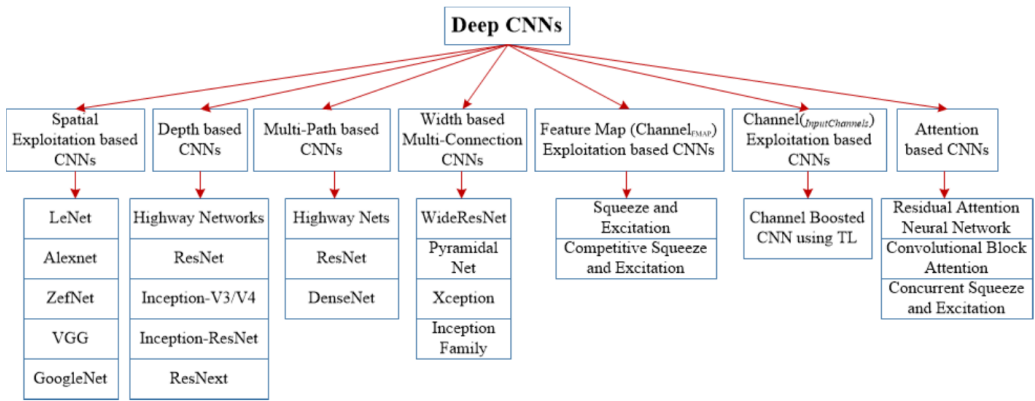 Deep CNNs
Spatial
Exploitation based
CNNs
Depth based
CNNs
Multi-Path based
CNNs
Width based
Multi-Connection
CNNs
Feature Map (ChannelFMAP)
Exploitation based CNNs
Channel(InputChannels)
Exploitation based
CNNs
Attention
based CNNs
LeNet
Alexnet
ZefNet
VGG
GoogleNet
Highway Networks
ResNet
Inception-V3/V4
Inception-ResNet
ResNext
Highway Nets
ResNet
DenseNet
WideResNet
Pyramidal
Net
Xception
Inception
Family
Squeeze and
Excitation
Competitive Squeeze
and Excitation
Channel Boosted
CNN using TL
Residual Attention
Neural Network
Convolutional Block
Attention
Concurrent Squeeze
and Excitation